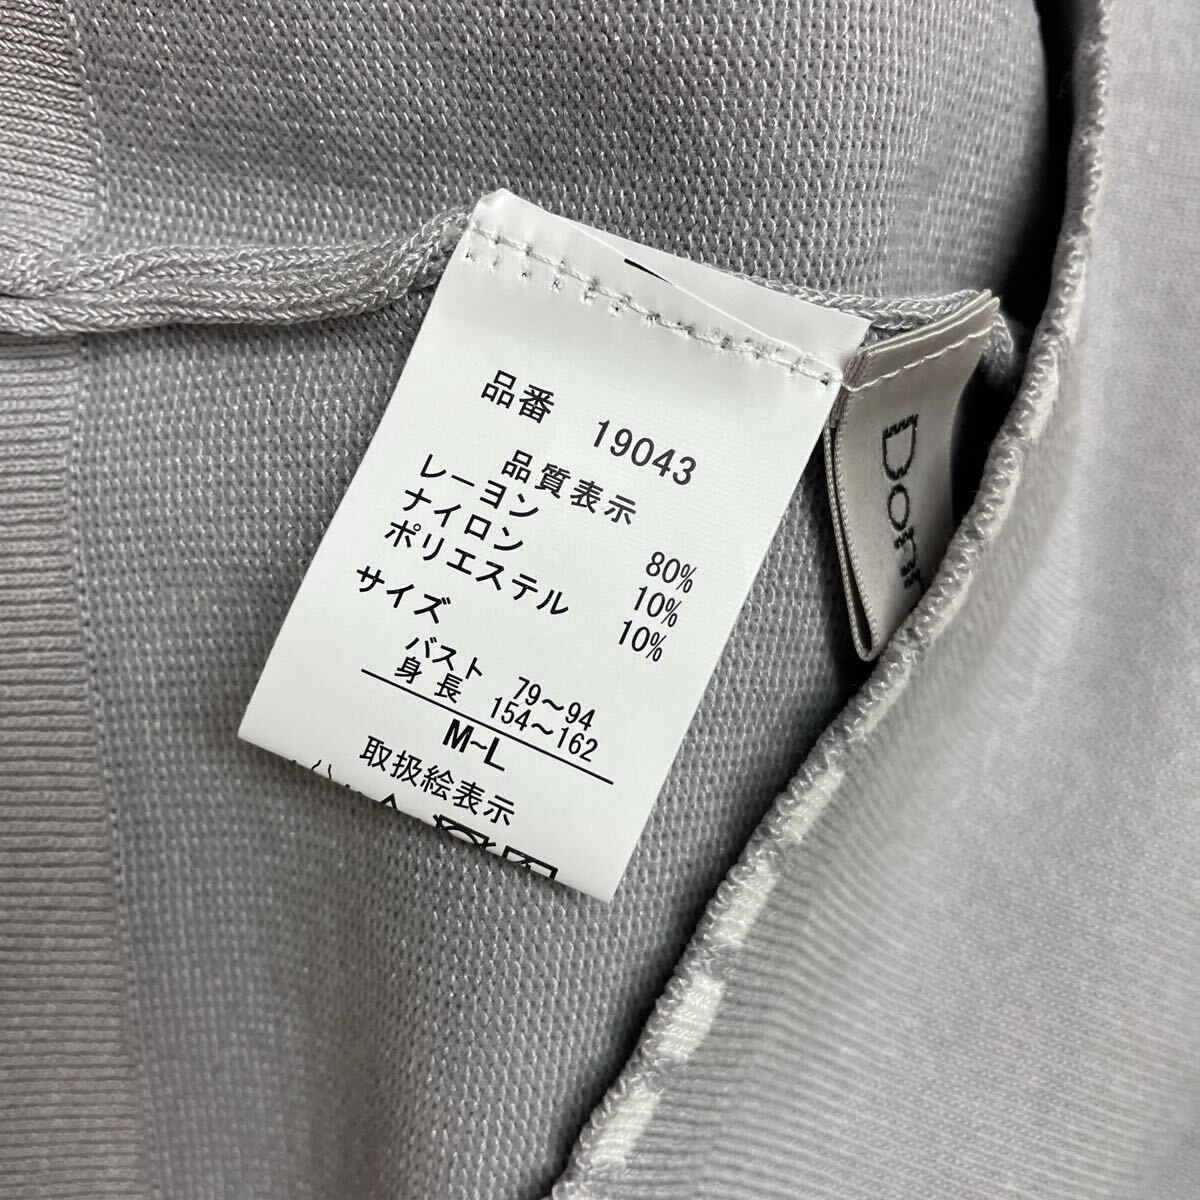 品番 19043
品質表示
レーヨン 80%
ナイロン 10%
ポリエステル 10%
サイズ
バスト 79~94
身長 154~162
M~L
取扱絵表示